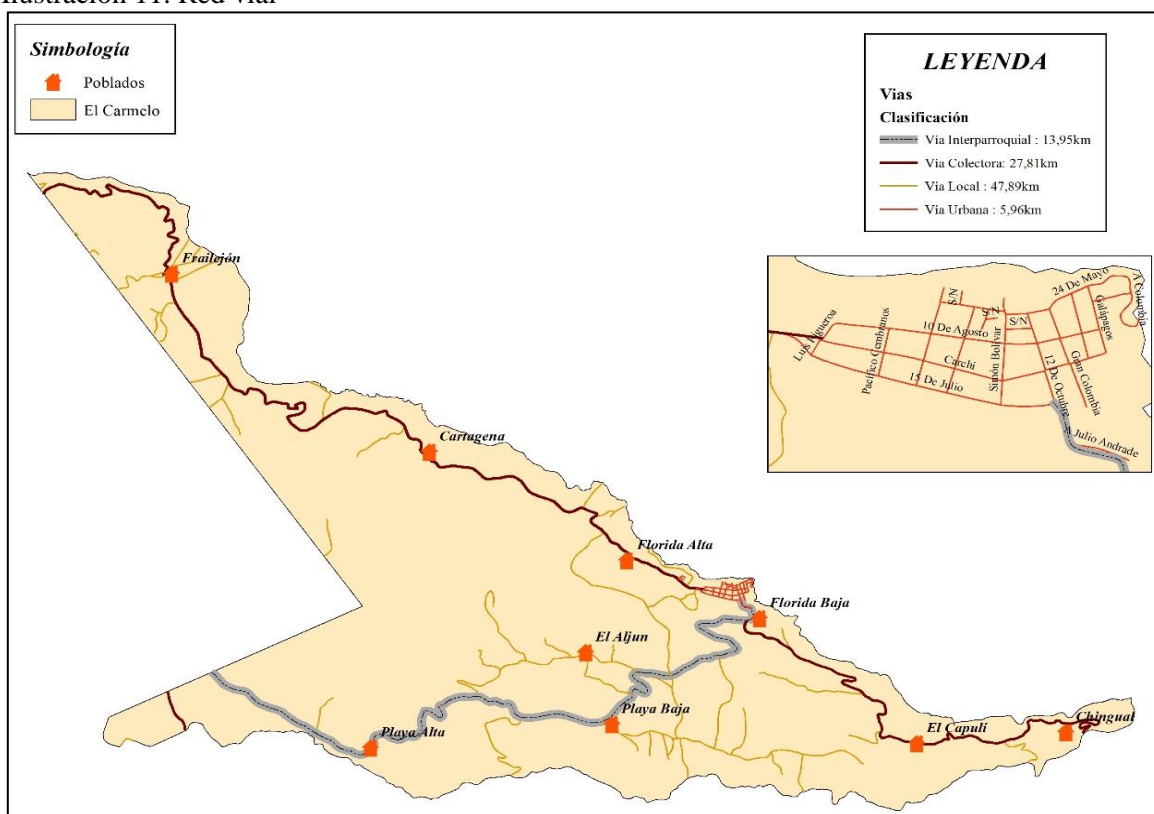 Ilustración 11. Red vial
Simbología
Poblados
El Carmelo
LEYENDA
Vias
Clasificación
Via Interparroquial : 13,95km
Via Colectora: 27,81km
Via Local : 47,89km
Vía Urbana : 5,96km
Frailejón
Cartagena
Florida Alta
Florida Baja
El Aljun
Playa Baja
Playa Alta
El Capulí
Chingual
24 De Mayo
A Colombia
Galápagos
S/N
S/N
S/N
Luis Figueroa
10 De Agosto
Pacífico Cembranos
Carchi
Simón Bolívar
15 De Julio
12 De Octubre
Gran Colombia
Julio Andrade